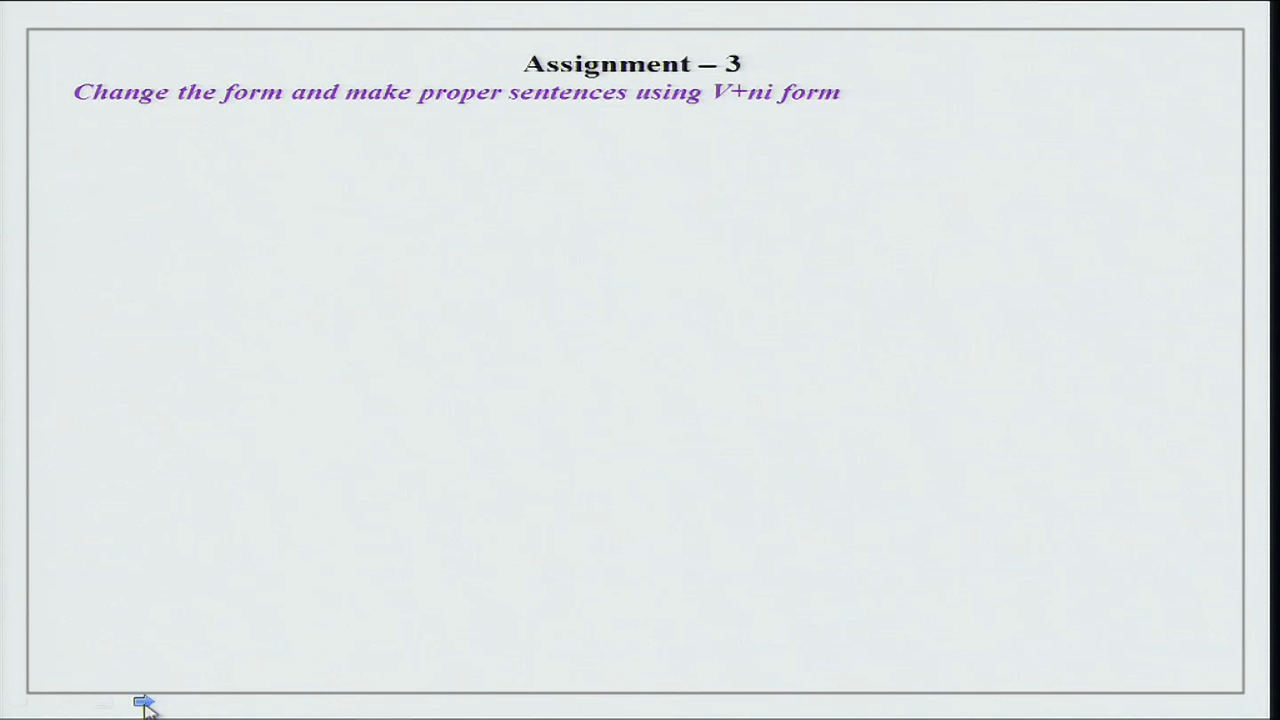 Assignment – 3
Change the form and make proper sentences using V+ni form